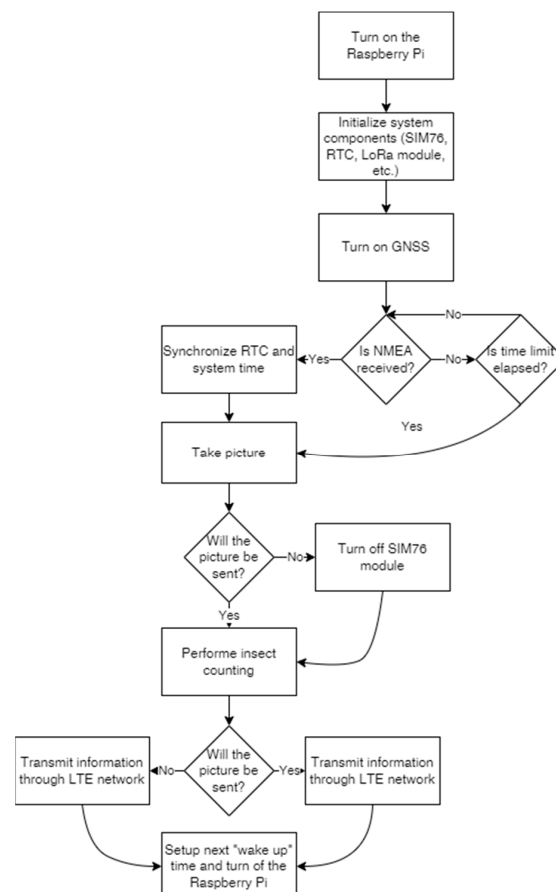 Turn on the
Raspberry Pi
Initialize system
components (SIM76,
RTC, LoRa module,
etc.)
Turn on GNSS
No
Synchronize RTC and
system time
Yes
Is NMEA
received?
No
Is time limit
elapsed?
Yes
Take picture
Will the
picture be
sent?
No
Turn off SIM76
module
Yes
Performe insect
counting
Transmit information
through LTE network
No
Will the
picture be
sent?
Yes
Transmit information
through LTE network
Setup next "wake up"
time and turn of the
Raspberry Pi